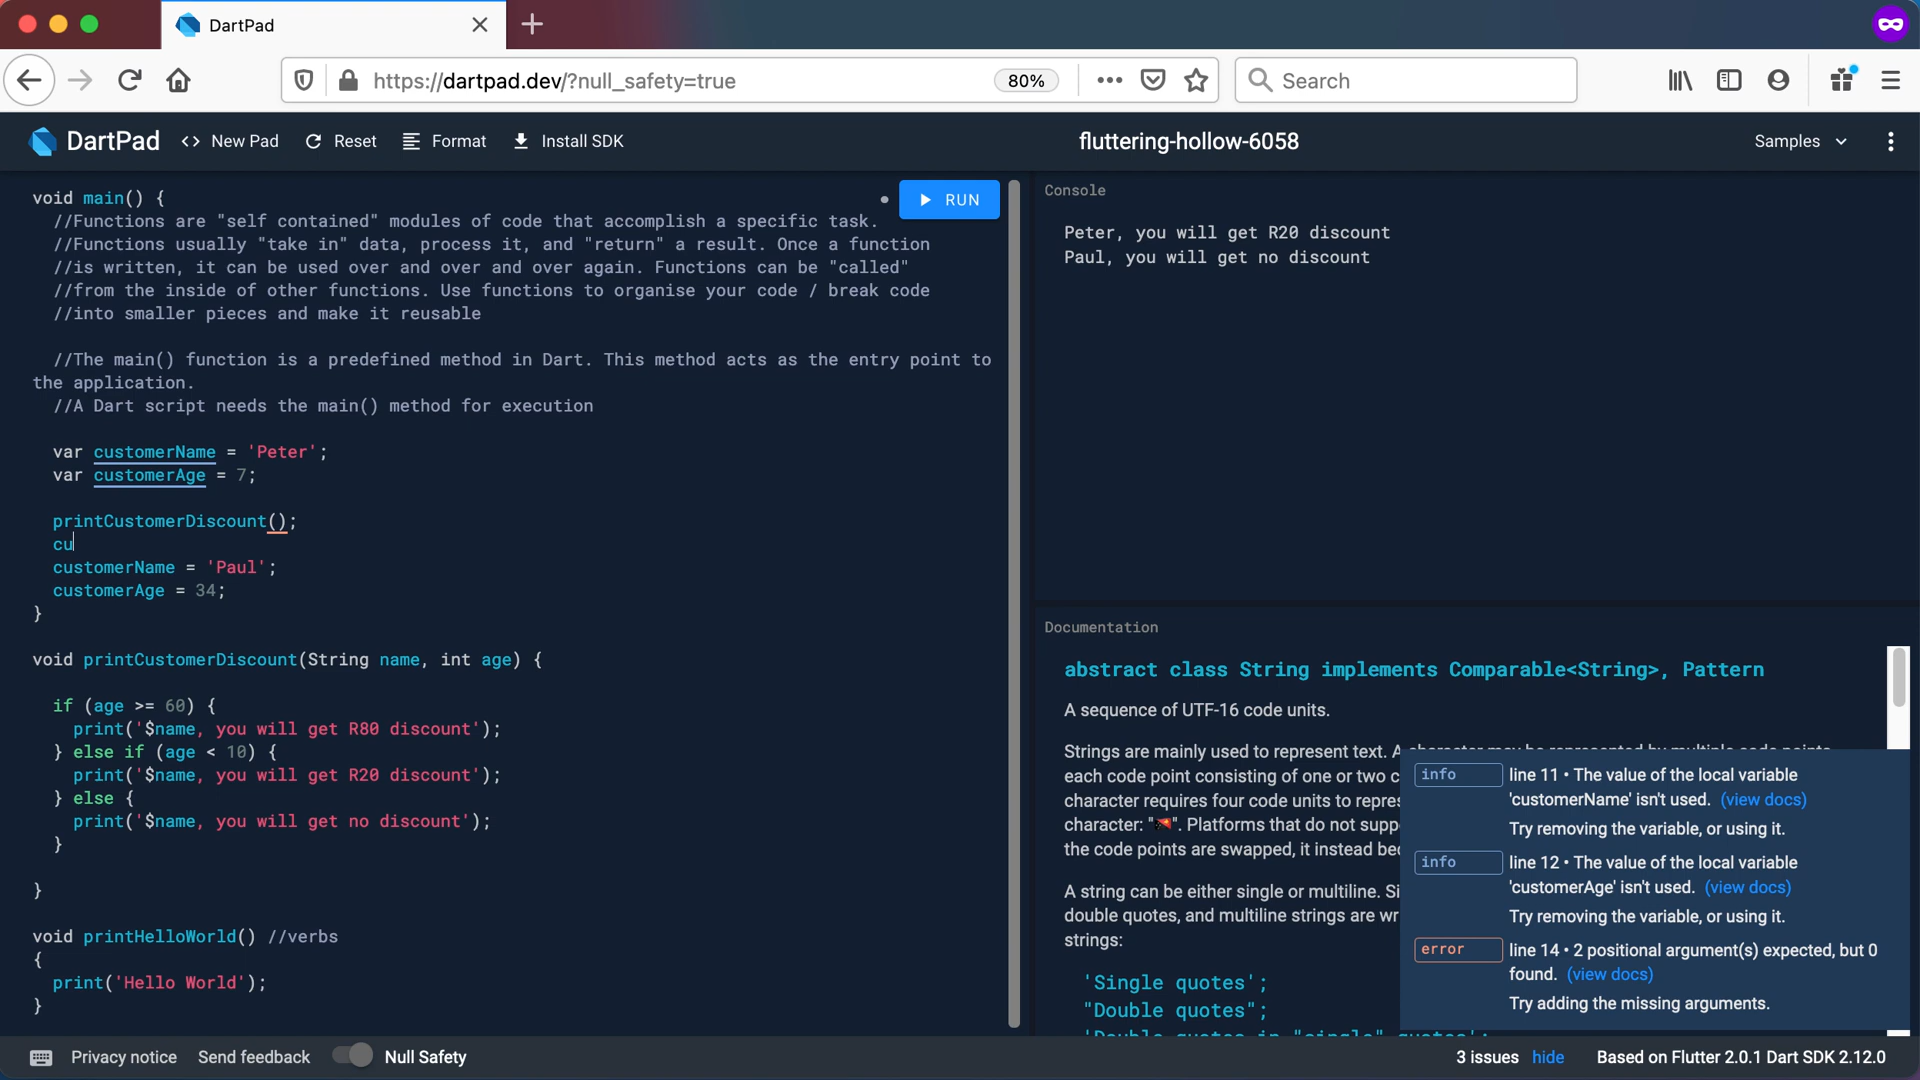 DartPad
https://dartpad.dev/?null_safety=true
80%
Search
DartPad
<> New Pad
Reset
Format
Install SDK
fluttering-hollow-6058
Samples
void main() {
//Functions are "self contained" modules of code that accomplish a specific task.
//Functions usually "take in" data, process it, and "return" a result. Once a function
//is written, it can be used over and over and over again. Functions can be "called"
//from the inside of other functions. Use functions to organise your code / break code
//into smaller pieces and make it reusable
//The main() function is a predefined method in Dart. This method acts as the entry point to
the application.
//A Dart script needs the main() method for execution
var customerName = 'Peter';
var customerAge = 7;
printCustomerDiscount();
cu
customerName = 'Paul';
customerAge = 34;
}
void printCustomerDiscount(String name, int age) {
if (age >= 60) {
print('$name, you will get R80 discount');
} else if (age < 10) {
print('$name, you will get R20 discount');
} else {
print('$name, you will get no discount');
}
}
void printHelloWorld() //verbs
{
print('Hello World');
}
RUN
Console
Peter, you will get R20 discount
Paul, you will get no discount
Documentation
abstract class String implements Comparable<String>, Pattern
A sequence of UTF-16 code units.
Strings are mainly used to represent text. A character may be represented by multiple code points
each code point consisting of one or two c
character requires four code units to repres
character: "". Platforms that do not supp
the code points are swapped, it instead bec
A string can be either single or multiline. Si
double quotes, and multiline strings are wr
strings:
'Single quotes';
"Double quotes";
'Double quotes in "single" quotes';
info
line 11 • The value of the local variable
'customerName' isn't used. (view docs)
Try removing the variable, or using it.
info
line 12 • The value of the local variable
'customerAge' isn't used. (view docs)
Try removing the variable, or using it.
error
line 14 • 2 positional argument(s) expected, but 0
found. (view docs)
Try adding the missing arguments.
Privacy notice
Send feedback
Null Safety
3 issues
hide
Based on Flutter 2.0.1 Dart SDK 2.12.0